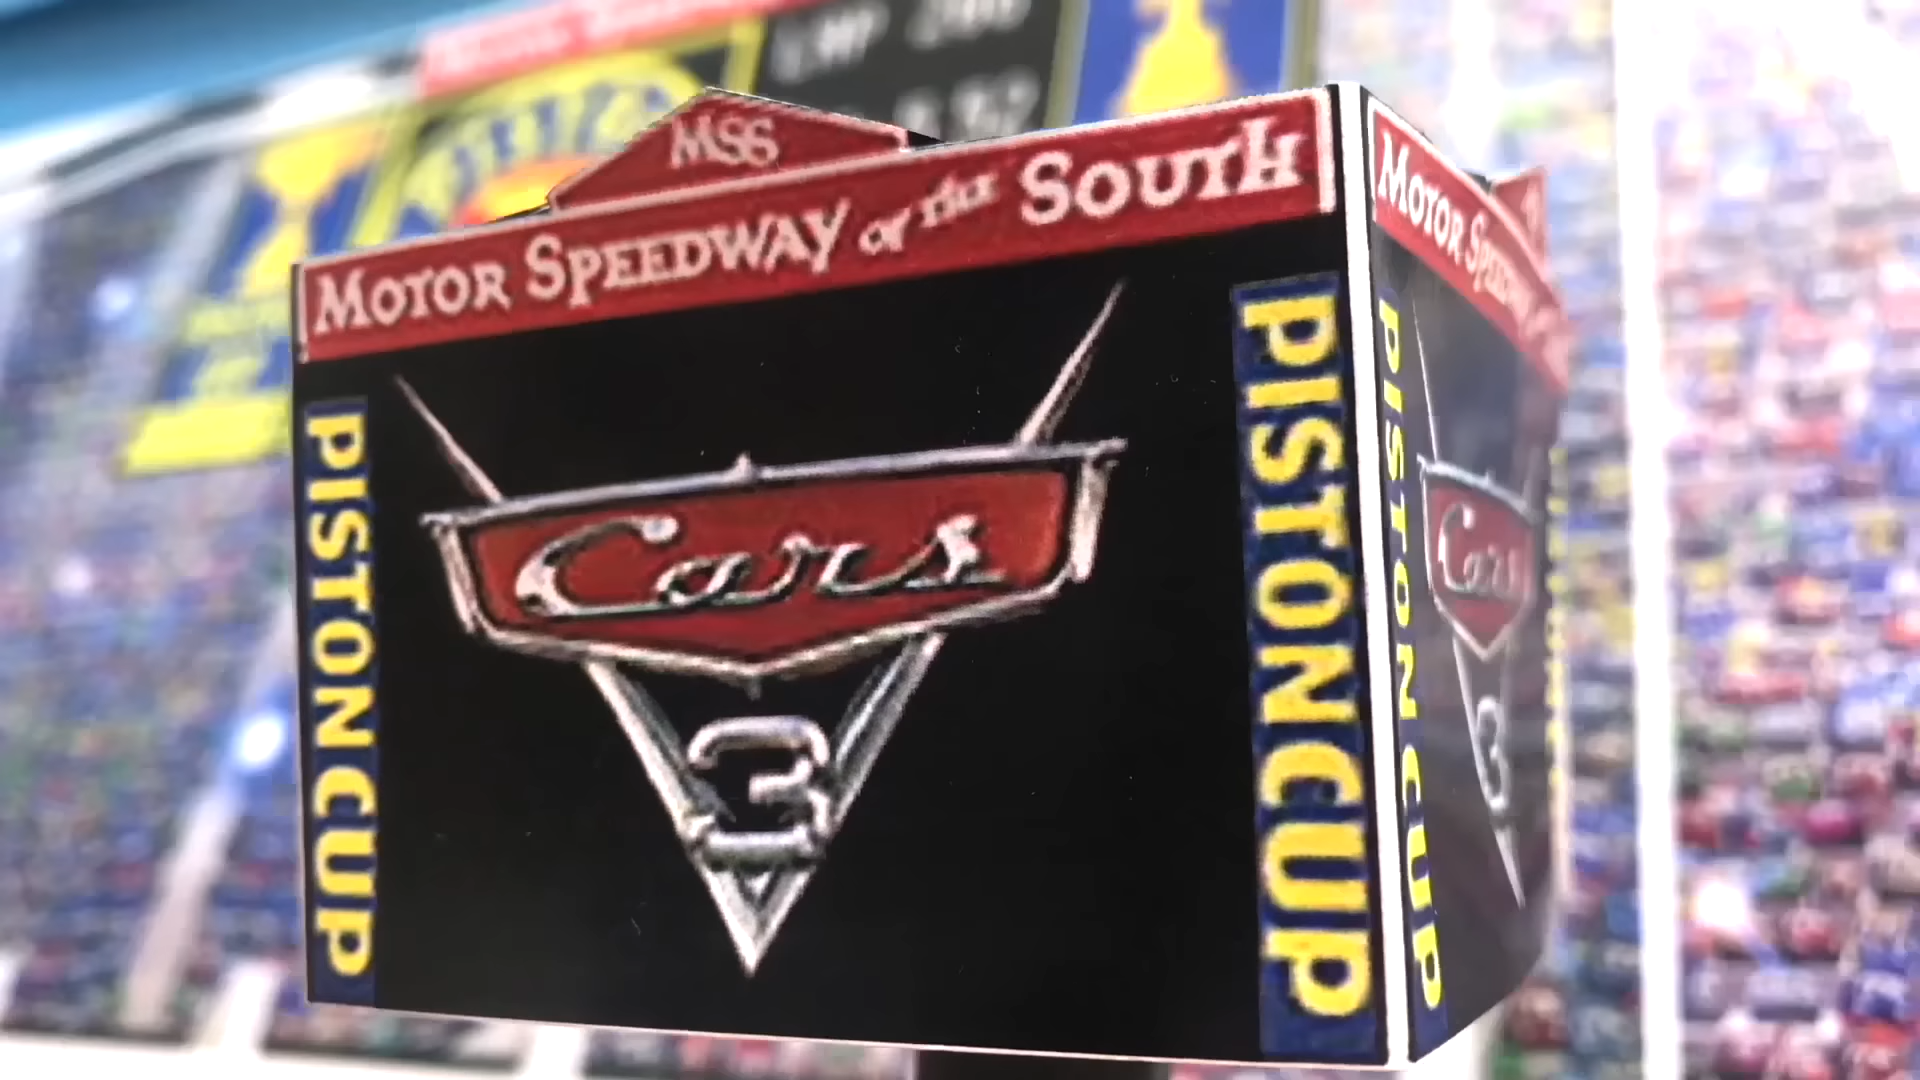 MSS
MOTOR SPEEDWAY OF THE SOUTH
PISTON CUP
Cars
3
PISTON CUP
MOTOR SPEEDWAY
PISTON CUP
Cars
3